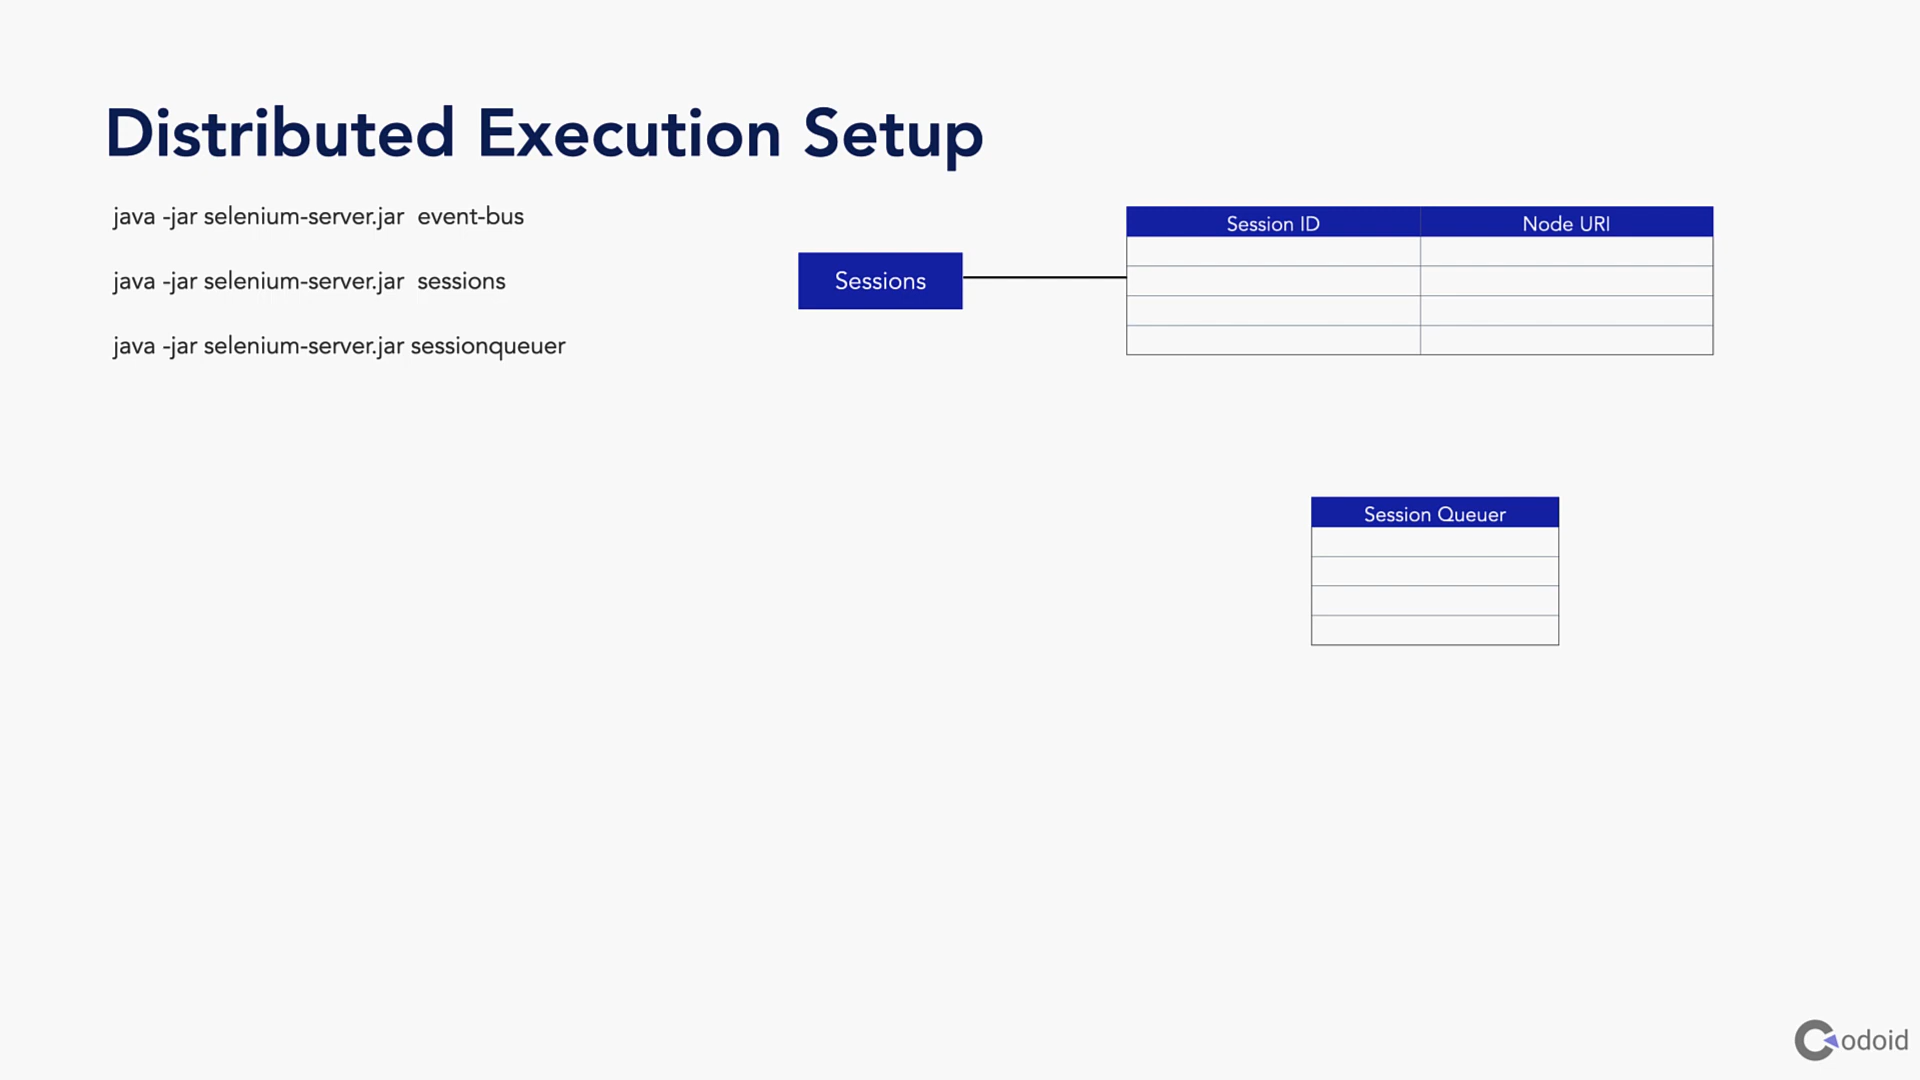 Distributed Execution Setup
java -jar selenium-server.jar event-bus
java -jar selenium-server.jar sessions
java -jar selenium-server.jar sessionqueuer
Sessions
Session ID
Node URI
Session Queuer
Codoid